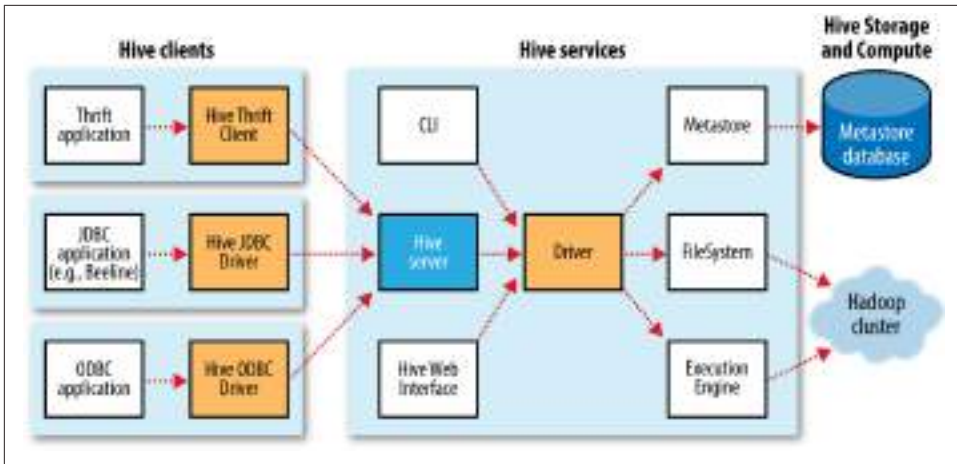 Hive clients
Hive services
Hive Storage
and Compute
Thrift
application
Hive Thrift
Client
CLI
Metastore
Metastore
database
JDBC
application
(e.g., Beeline)
Hive JDBC
Driver
Hive
server
Driver
FileSystem
Hadoop
cluster
ODBC
application
Hive ODBC
Driver
Hive Web
Interface
Execution
Engine